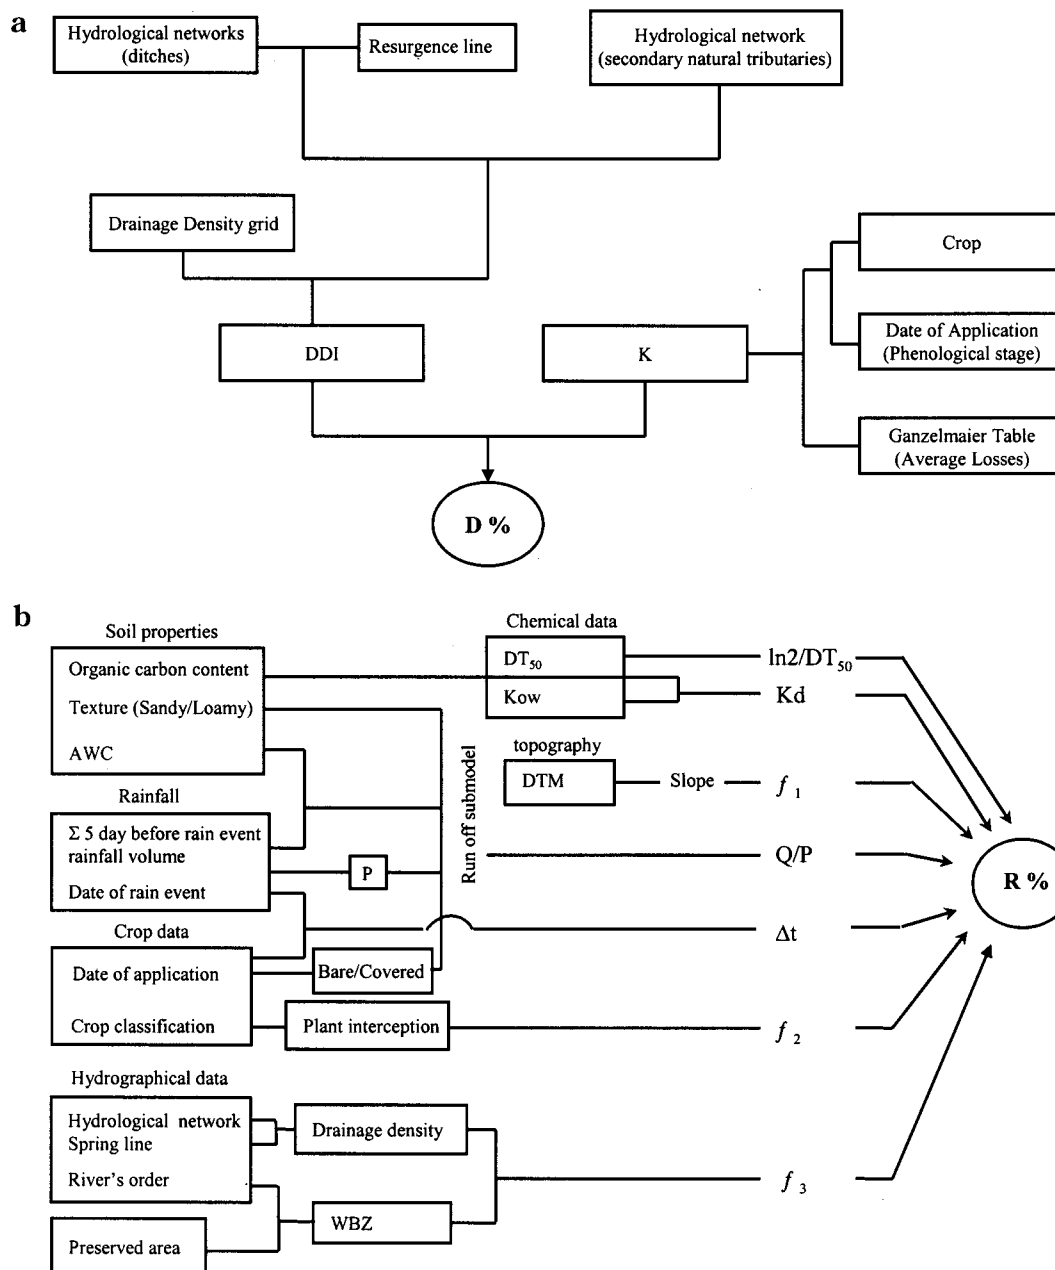 a
Hydrological networks
(ditches)
Resurgence line
Hydrological network
(secondary natural tributaries)
Drainage Density grid
Crop
DDI
K
Date of Application
(Phenological stage)
Ganzelmaier Table
(Average Losses)
D %
b
Soil properties
Organic carbon content
Texture (Sandy/Loamy)
AWC
Chemical data
DT50
Kow
ln2/DT50
Kd
topography
DTM
Slope
f 1
Rainfall
Σ 5 day before rain event
rainfall volume
Date of rain event
P
Run off submodel
Q/P
R %
Δt
Crop data
Date of application
Crop classification
Bare/Covered
Plant interception
f 2
Hydrographical data
Hydrological network
Spring line
River's order
Drainage density
WBZ
f 3
Preserved area